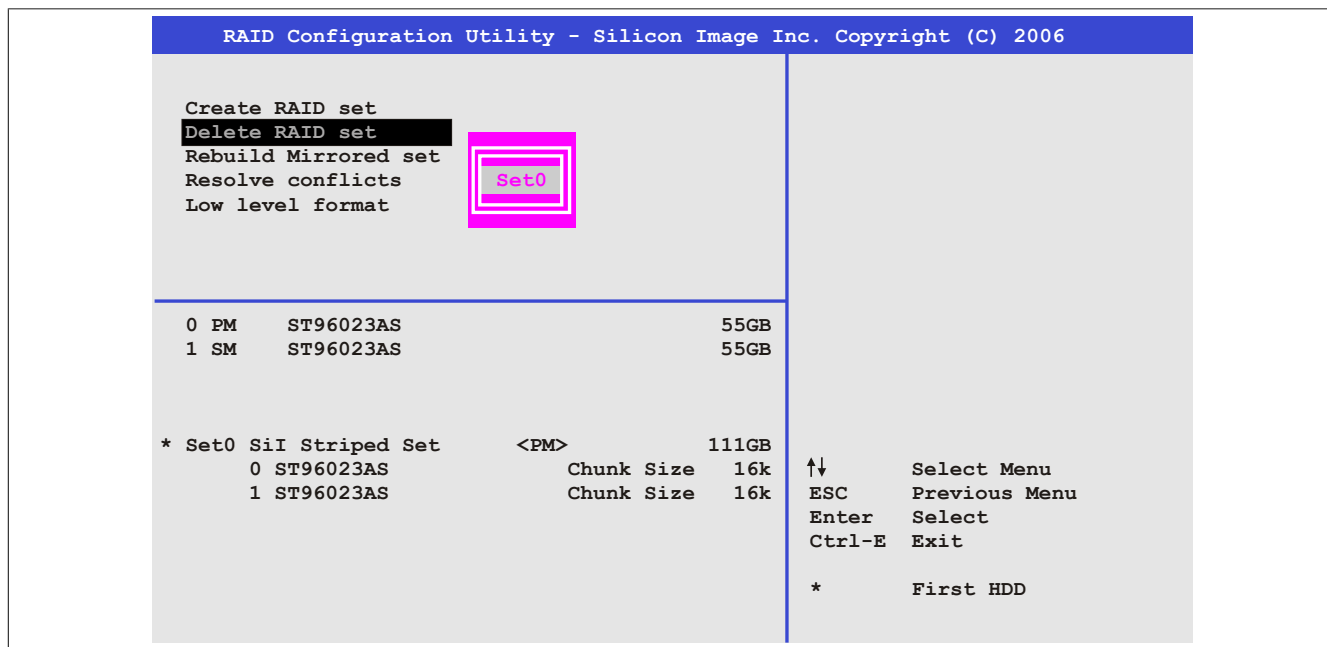 RAID Configuration Utility - Silicon Image Inc. Copyright (C) 2006
Create RAID set
Delete RAID set
Rebuild Mirrored set
Resolve conflicts
Low level format
Set0
0 PM ST96023AS 55GB
1 SM ST96023AS 55GB
* Set0 SiI Striped Set <PM> 111GB
0 ST96023AS Chunk Size 16k
1 ST96023AS Chunk Size 16k
↑↓ Select Menu
ESC Previous Menu
Enter Select
Ctrl-E Exit
* First HDD